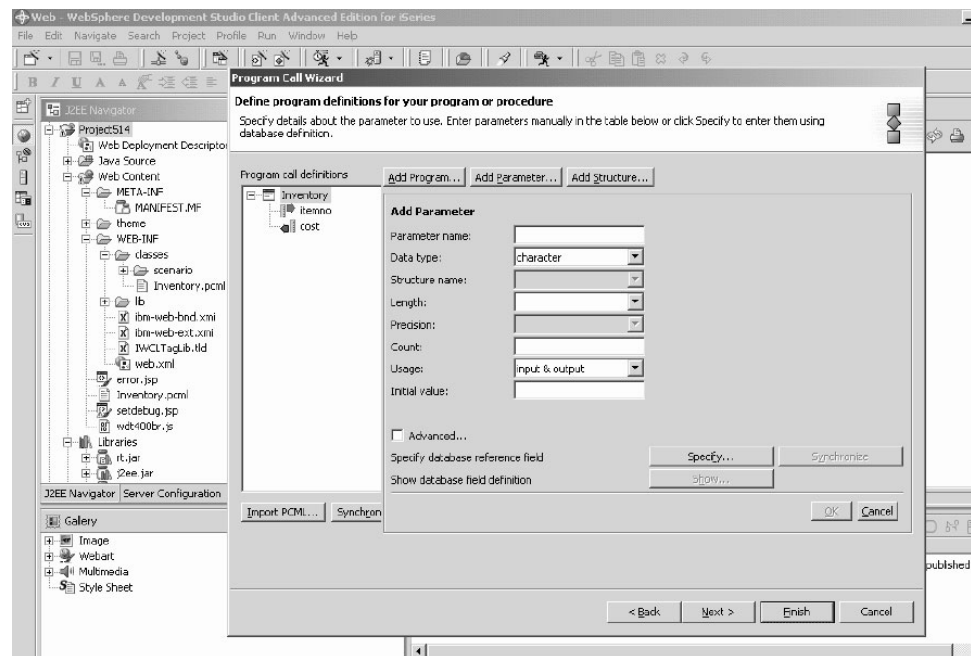 Web - WebSphere Development Studio Client Advanced Edition for iSeries
File Edit Navigate Search Project Profile Run Window Help
B I U A A
Program Call Wizard
Define program definitions for your program or procedure
Specify details about the parameter to use. Enter parameters manually in the table below or click Specify to enter them using
database definition.
J2EE Navigator
Project514
Web Deployment Descriptor
Java Source
Web Content
META-INF
MANIFEST.MF
theme
WEB-INF
classes
scenario
Inventory.pcml
lib
ibm-web-bnd.xmi
ibm-web-ext.xmi
IWCLTagLib.tld
web.xml
error.jsp
Inventory.pcml
setdebug.jsp
wdt400br.js
Libraries
rt.jar
j2ee.jar
J2EE Navigator Server Configuration
Gallery
Image
Webart
Multimedia
Style Sheet
Program call definitions
Inventory
itemno
cost
Import PCML... Synchron
Add Program... Add Parameter... Add Structure...
Add Parameter
Parameter name:
Data type: character
Structure name:
Length:
Precision:
Count:
Usage: input & output
Initial value:
Advanced...
Specify database reference field Specify... Synchronize
Show database field definition Show...
OK Cancel
published
< Back Next > Finish Cancel